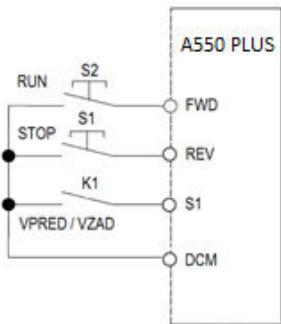 A550 PLUS
S2
RUN
FWD
S1
STOP
REV
K1
S1
VPRED / VZAD
DCM